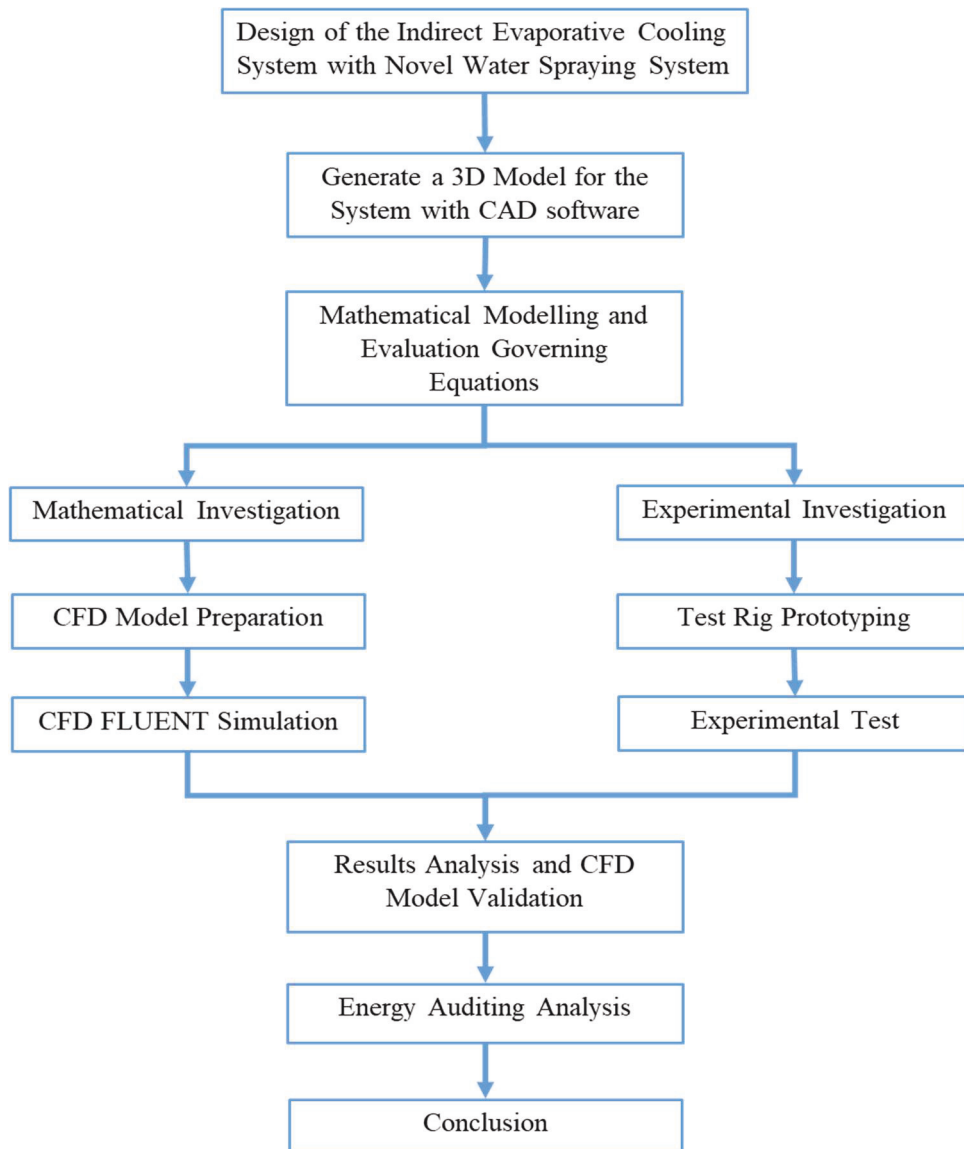 Design of the Indirect Evaporative Cooling
System with Novel Water Spraying System
Generate a 3D Model for the
System with CAD software
Mathematical Modelling and
Evaluation Governing
Equations
Mathematical Investigation
Experimental Investigation
CFD Model Preparation
Test Rig Prototyping
CFD FLUENT Simulation
Experimental Test
Results Analysis and CFD
Model Validation
Energy Auditing Analysis
Conclusion